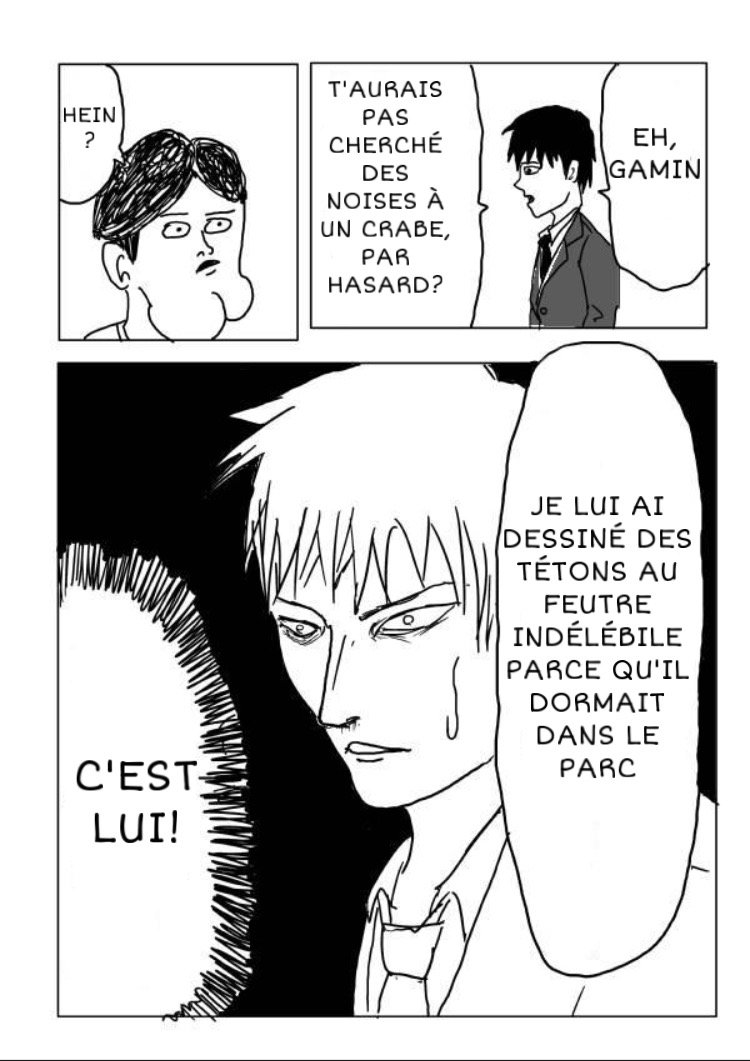 EH,
GAMIN
T'AURAIS
PAS
CHERCHÉ
DES
NOISES À
UN CRABE,
PAR
HASARD?
HEIN
?
JE LUI AI
DESSINÉ DES
TÉTONS AU
FEUTRE
INDÉLÉBILE
PARCE QU'IL
DORMAIT
DANS LE
PARC
C'EST
LUI!